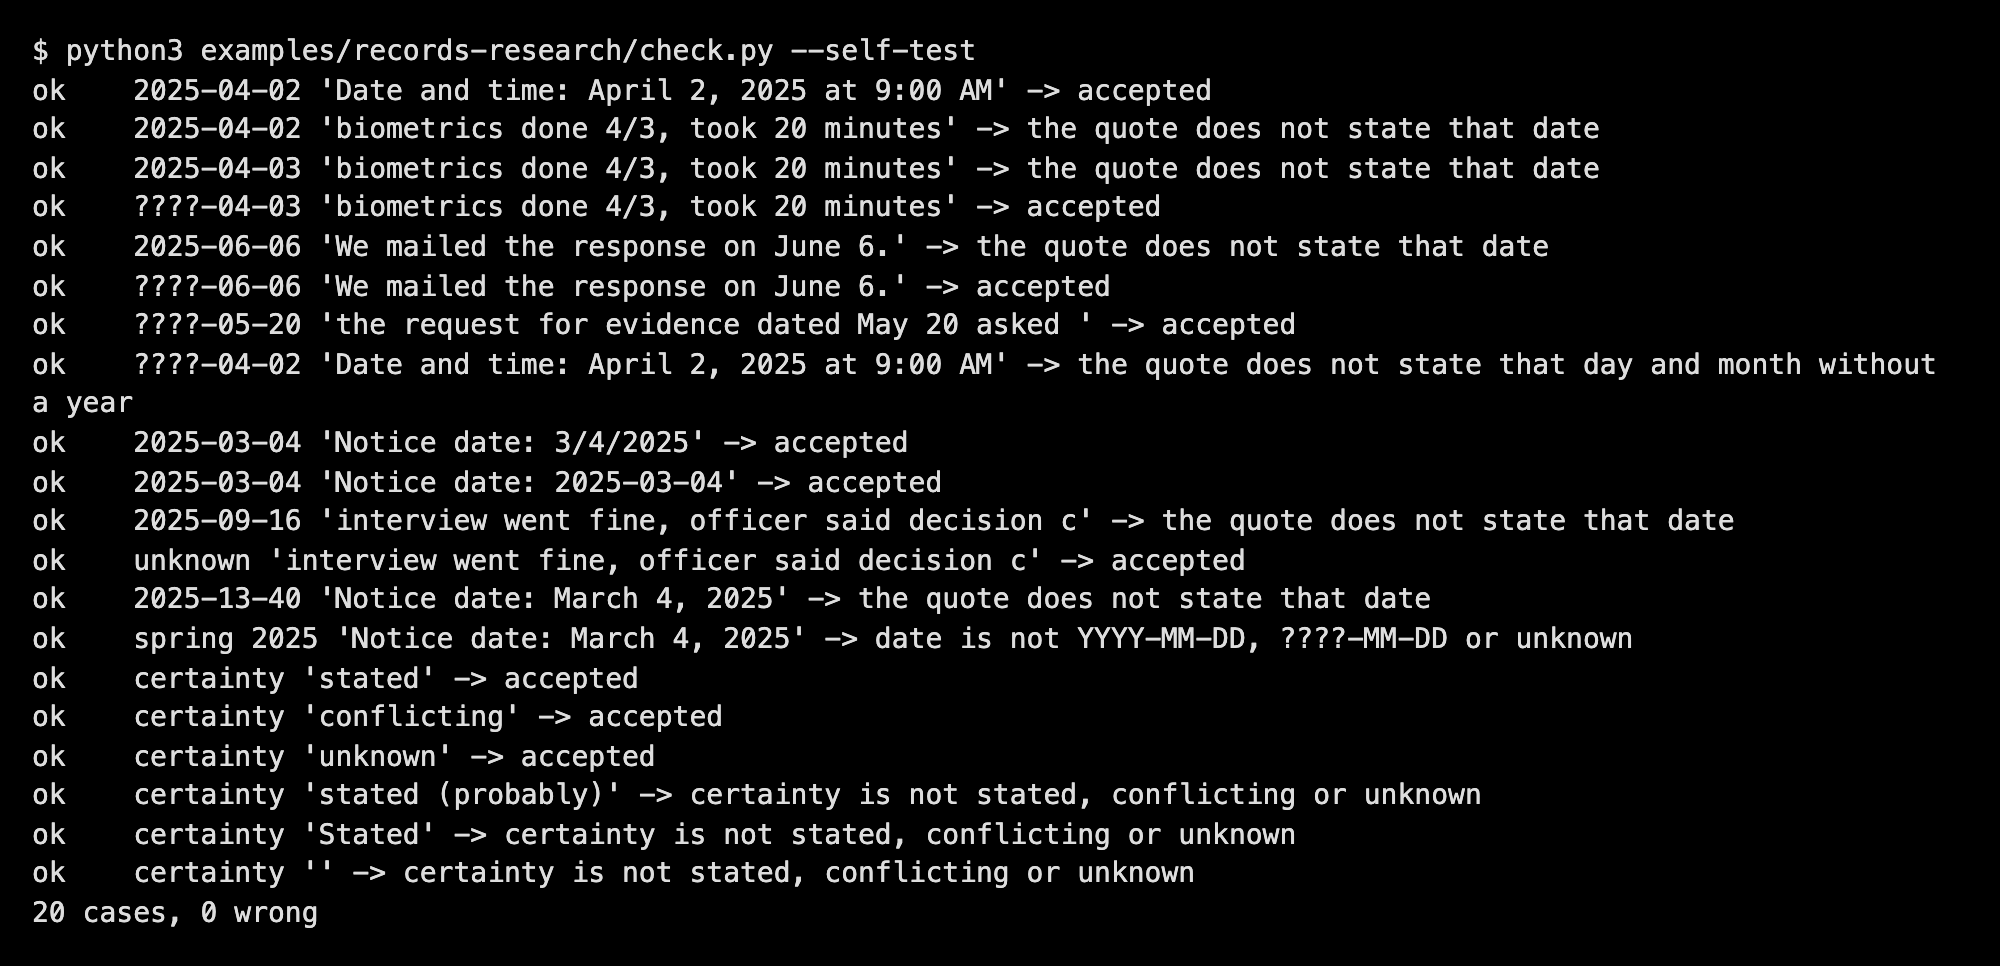 $ python3 examples/records-research/check.py --self-test
ok    2025-04-02 'Date and time: April 2, 2025 at 9:00 AM' -> accepted
ok    2025-04-02 'biometrics done 4/3, took 20 minutes' -> the quote does not state that date
ok    2025-04-03 'biometrics done 4/3, took 20 minutes' -> the quote does not state that date
ok    ????-04-03 'biometrics done 4/3, took 20 minutes' -> accepted
ok    2025-06-06 'We mailed the response on June 6.' -> the quote does not state that date
ok    ????-06-06 'We mailed the response on June 6.' -> accepted
ok    ????-05-20 'the request for evidence dated May 20 asked ' -> accepted
ok    ????-04-02 'Date and time: April 2, 2025 at 9:00 AM' -> the quote does not state that day and month without
a year
ok    2025-03-04 'Notice date: 3/4/2025' -> accepted
ok    2025-03-04 'Notice date: 2025-03-04' -> accepted
ok    2025-09-16 'interview went fine, officer said decision c' -> the quote does not state that date
ok    unknown 'interview went fine, officer said decision c' -> accepted
ok    2025-13-40 'Notice date: March 4, 2025' -> the quote does not state that date
ok    spring 2025 'Notice date: March 4, 2025' -> date is not YYYY-MM-DD, ????-MM-DD or unknown
ok    certainty 'stated' -> accepted
ok    certainty 'conflicting' -> accepted
ok    certainty 'unknown' -> accepted
ok    certainty 'stated (probably)' -> certainty is not stated, conflicting or unknown
ok    certainty 'Stated' -> certainty is not stated, conflicting or unknown
ok    certainty '' -> certainty is not stated, conflicting or unknown
20 cases, 0 wrong